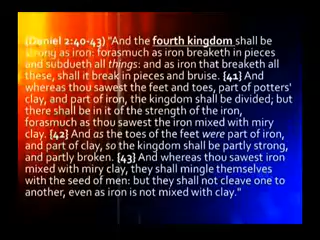 (Daniel 2:40-43) "And the fourth kingdom shall be
strong as iron: forasmuch as iron breaketh in pieces
and subdueth all things: and as iron that breaketh all
these, shall it break in pieces and bruise. {41} And
whereas thou sawest the feet and toes, part of potters'
clay, and part of iron, the kingdom shall be divided; but
there shall be in it of the strength of the iron,
forasmuch as thou sawest the iron mixed with miry
clay. {42} And as the toes of the feet were part of iron,
and part of clay, so the kingdom shall be partly strong,
and partly broken. {43} And whereas thou sawest iron
mixed with miry clay, they shall mingle themselves
with the seed of men: but they shall not cleave one to
another, even as iron is not mixed with clay."